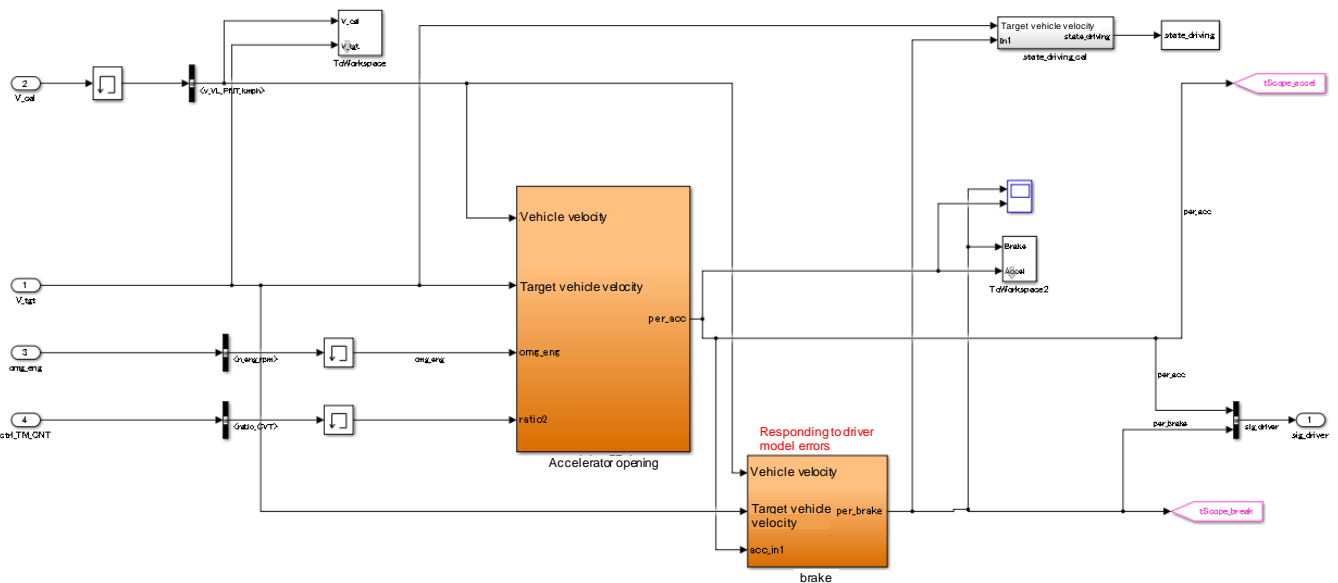 V_cal
V_tgt
ToWorkspace
Target vehicle velocity
In1
state_driving
state_driving_cal
state_driving
2
V_cal
<v_VL_PNT_kmph>
tScope_accel
Vehicle velocity
per_acc
Brake
Accel
ToWorkspace2
1
V_tgt
Target vehicle velocity
per_acc
3
omg_eng
<n_eng_rpm>
omg_eng
omg_eng
per_acc
4
ctrl_TM_CNT
<ratio_CVT>
ratio2
Accelerator opening
per_brake
sig_driver
1
sig_driver
Responding to driver
model errors
Vehicle velocity
Target vehicle
velocity
per_brake
tScope_break
acc_in1
brake